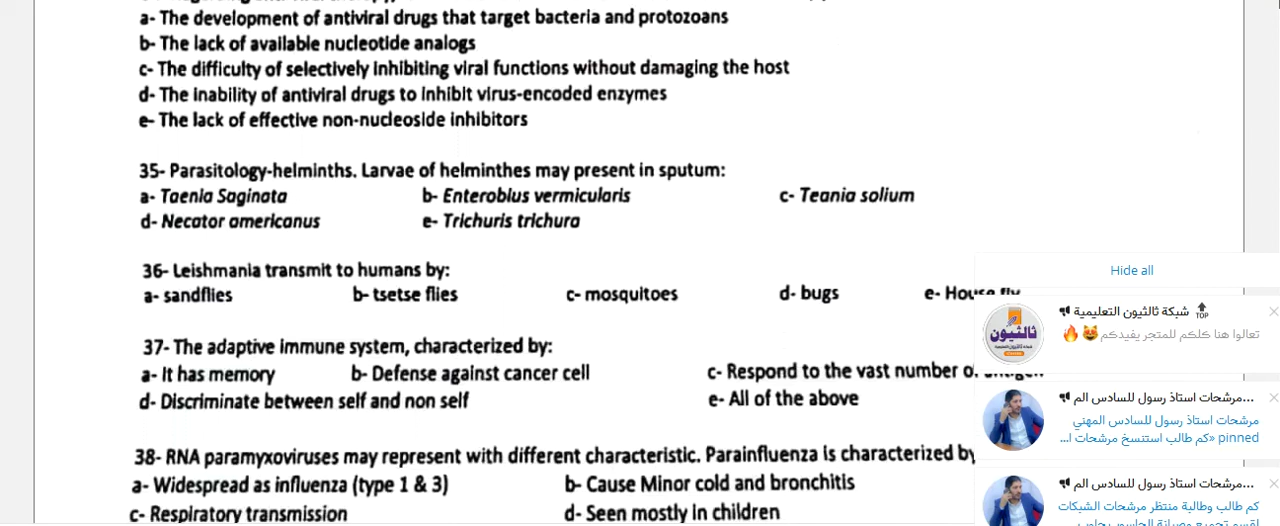 a- The development of antiviral drugs that target bacteria and protozoans
b- The lack of available nucleotide analogs
c- The difficulty of selectively inhibiting viral functions without damaging the host
d- The inability of antiviral drugs to inhibit virus-encoded enzymes
e- The lack of effective non-nucleoside inhibitors
35- Parasitology-helminths. Larvae of helminthes may present in sputum:
a- Taenia Saginata b- Enterobius vermicularis c- Teania solium
d- Necator americanus e- Trichuris trichura
36- Leishmania transmit to humans by:
a- sandflies b- tsetse flies c- mosquitoes d- bugs e- House fly
37- The adaptive immune system, characterized by:
a- It has memory b- Defense against cancer cell c- Respond to the vast number of antigen
d- Discriminate between self and non self e- All of the above
38- RNA paramyxoviruses may represent with different characteristic. Parainfluenza is characterized by
a- Widespread as influenza (type 1 & 3) b- Cause Minor cold and bronchitis
c- Respiratory transmission d- Seen mostly in children
Hide all
شبكة ثالثيون التعليمية TOP
تعالوا هنا كلكم للمتجر يفيدكم 😻🔥
ثالثيون
مرشحات استاذ رسول للسادس الم...
مرشحات استاذ رسول للسادس المهني
pinned «كم طالب استنسخ مرشحات ا...
مرشحات استاذ رسول للسادس الم...
كم طالب وطالبة منتظر مرشحات الشبكات